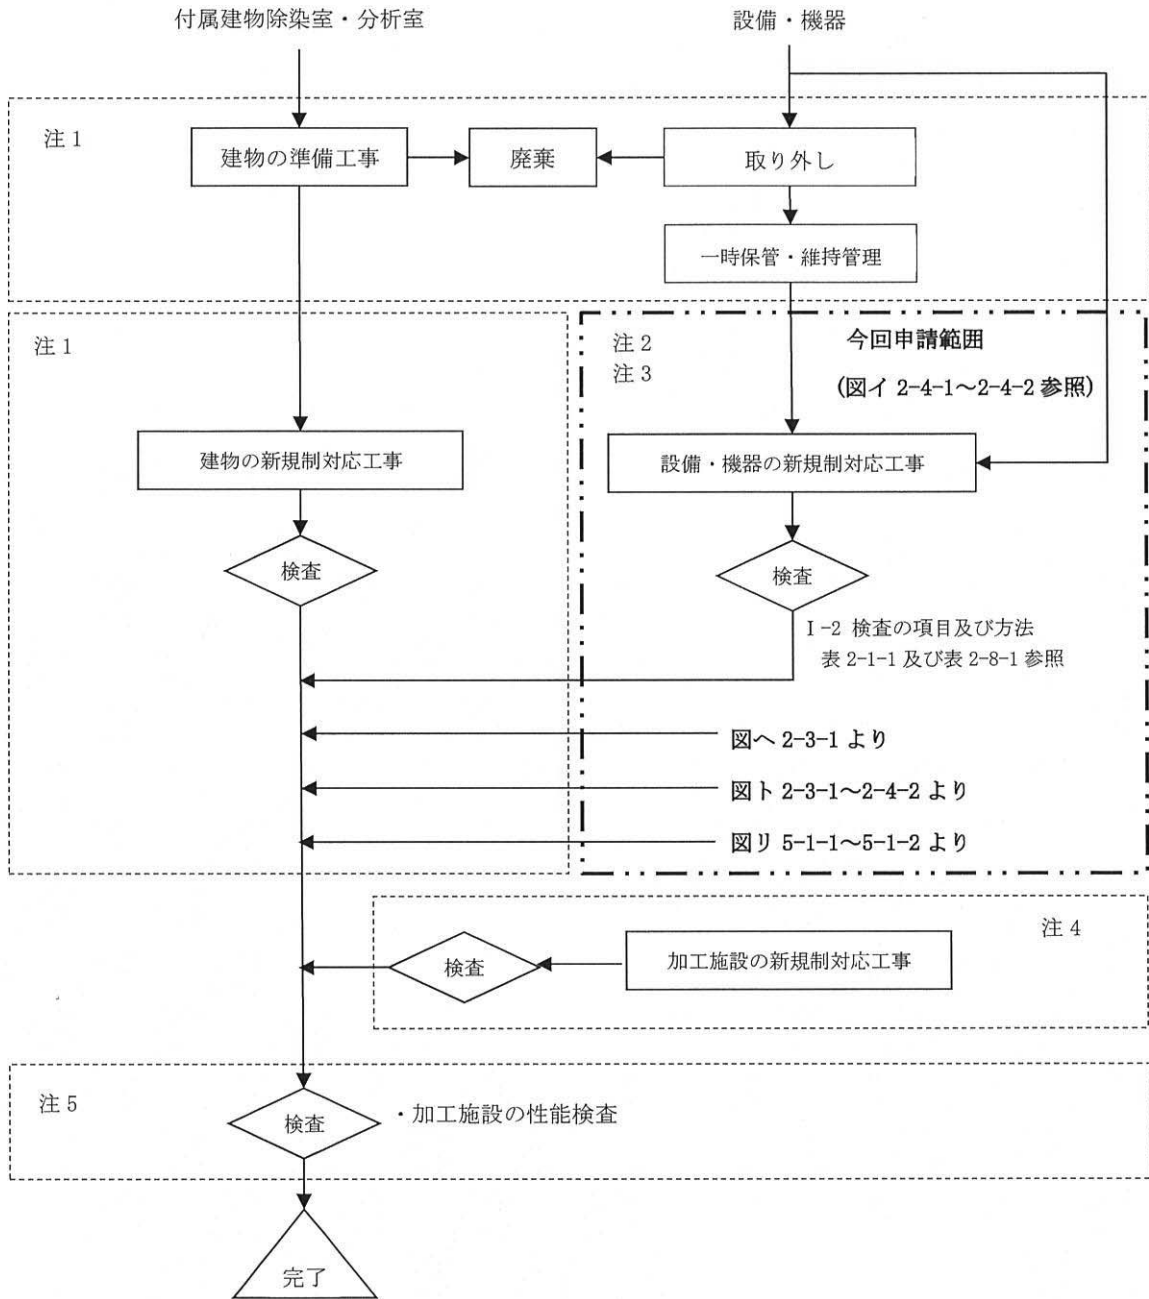 付属建物除染室・分析室
設備・機器
注 1
建物の準備工事
廃棄
取り外し
一時保管・維持管理
注 1
注 2
注 3
今回申請範囲
(図イ 2-4-1～2-4-2 参照)
建物の新規制対応工事
設備・機器の新規制対応工事
検査
検査
Ⅰ-2 検査の項目及び方法
表 2-1-1 及び表 2-8-1 参照
図ヘ 2-3-1 より
図ト 2-3-1～2-4-2 より
図リ 5-1-1～5-1-2 より
注 4
検査
加工施設の新規制対応工事
注 5
検査
・加工施設の性能検査
完了